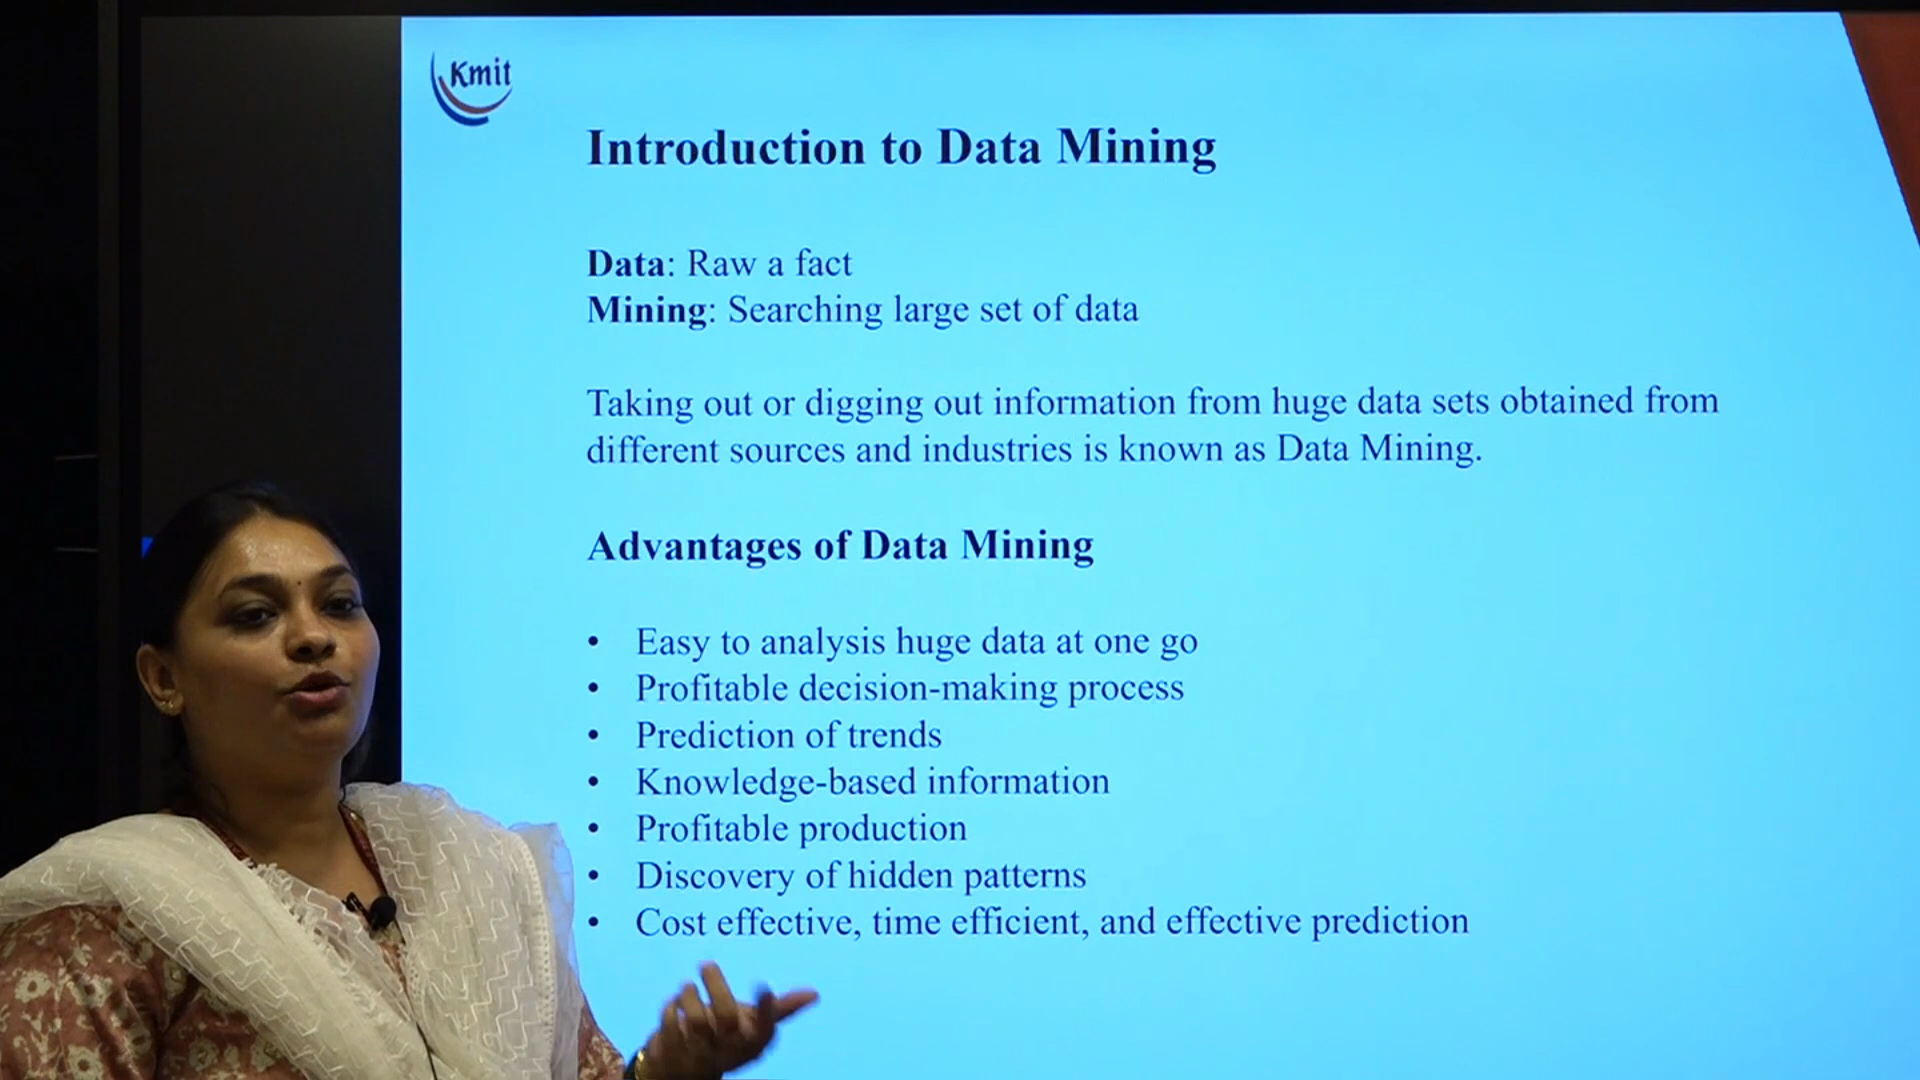 Kmit
Introduction to Data Mining
Data: Raw a fact
Mining: Searching large set of data
Taking out or digging out information from huge data sets obtained from
different sources and industries is known as Data Mining.
Advantages of Data Mining
• Easy to analysis huge data at one go
• Profitable decision-making process
• Prediction of trends
• Knowledge-based information
• Profitable production
• Discovery of hidden patterns
• Cost effective, time efficient, and effective prediction